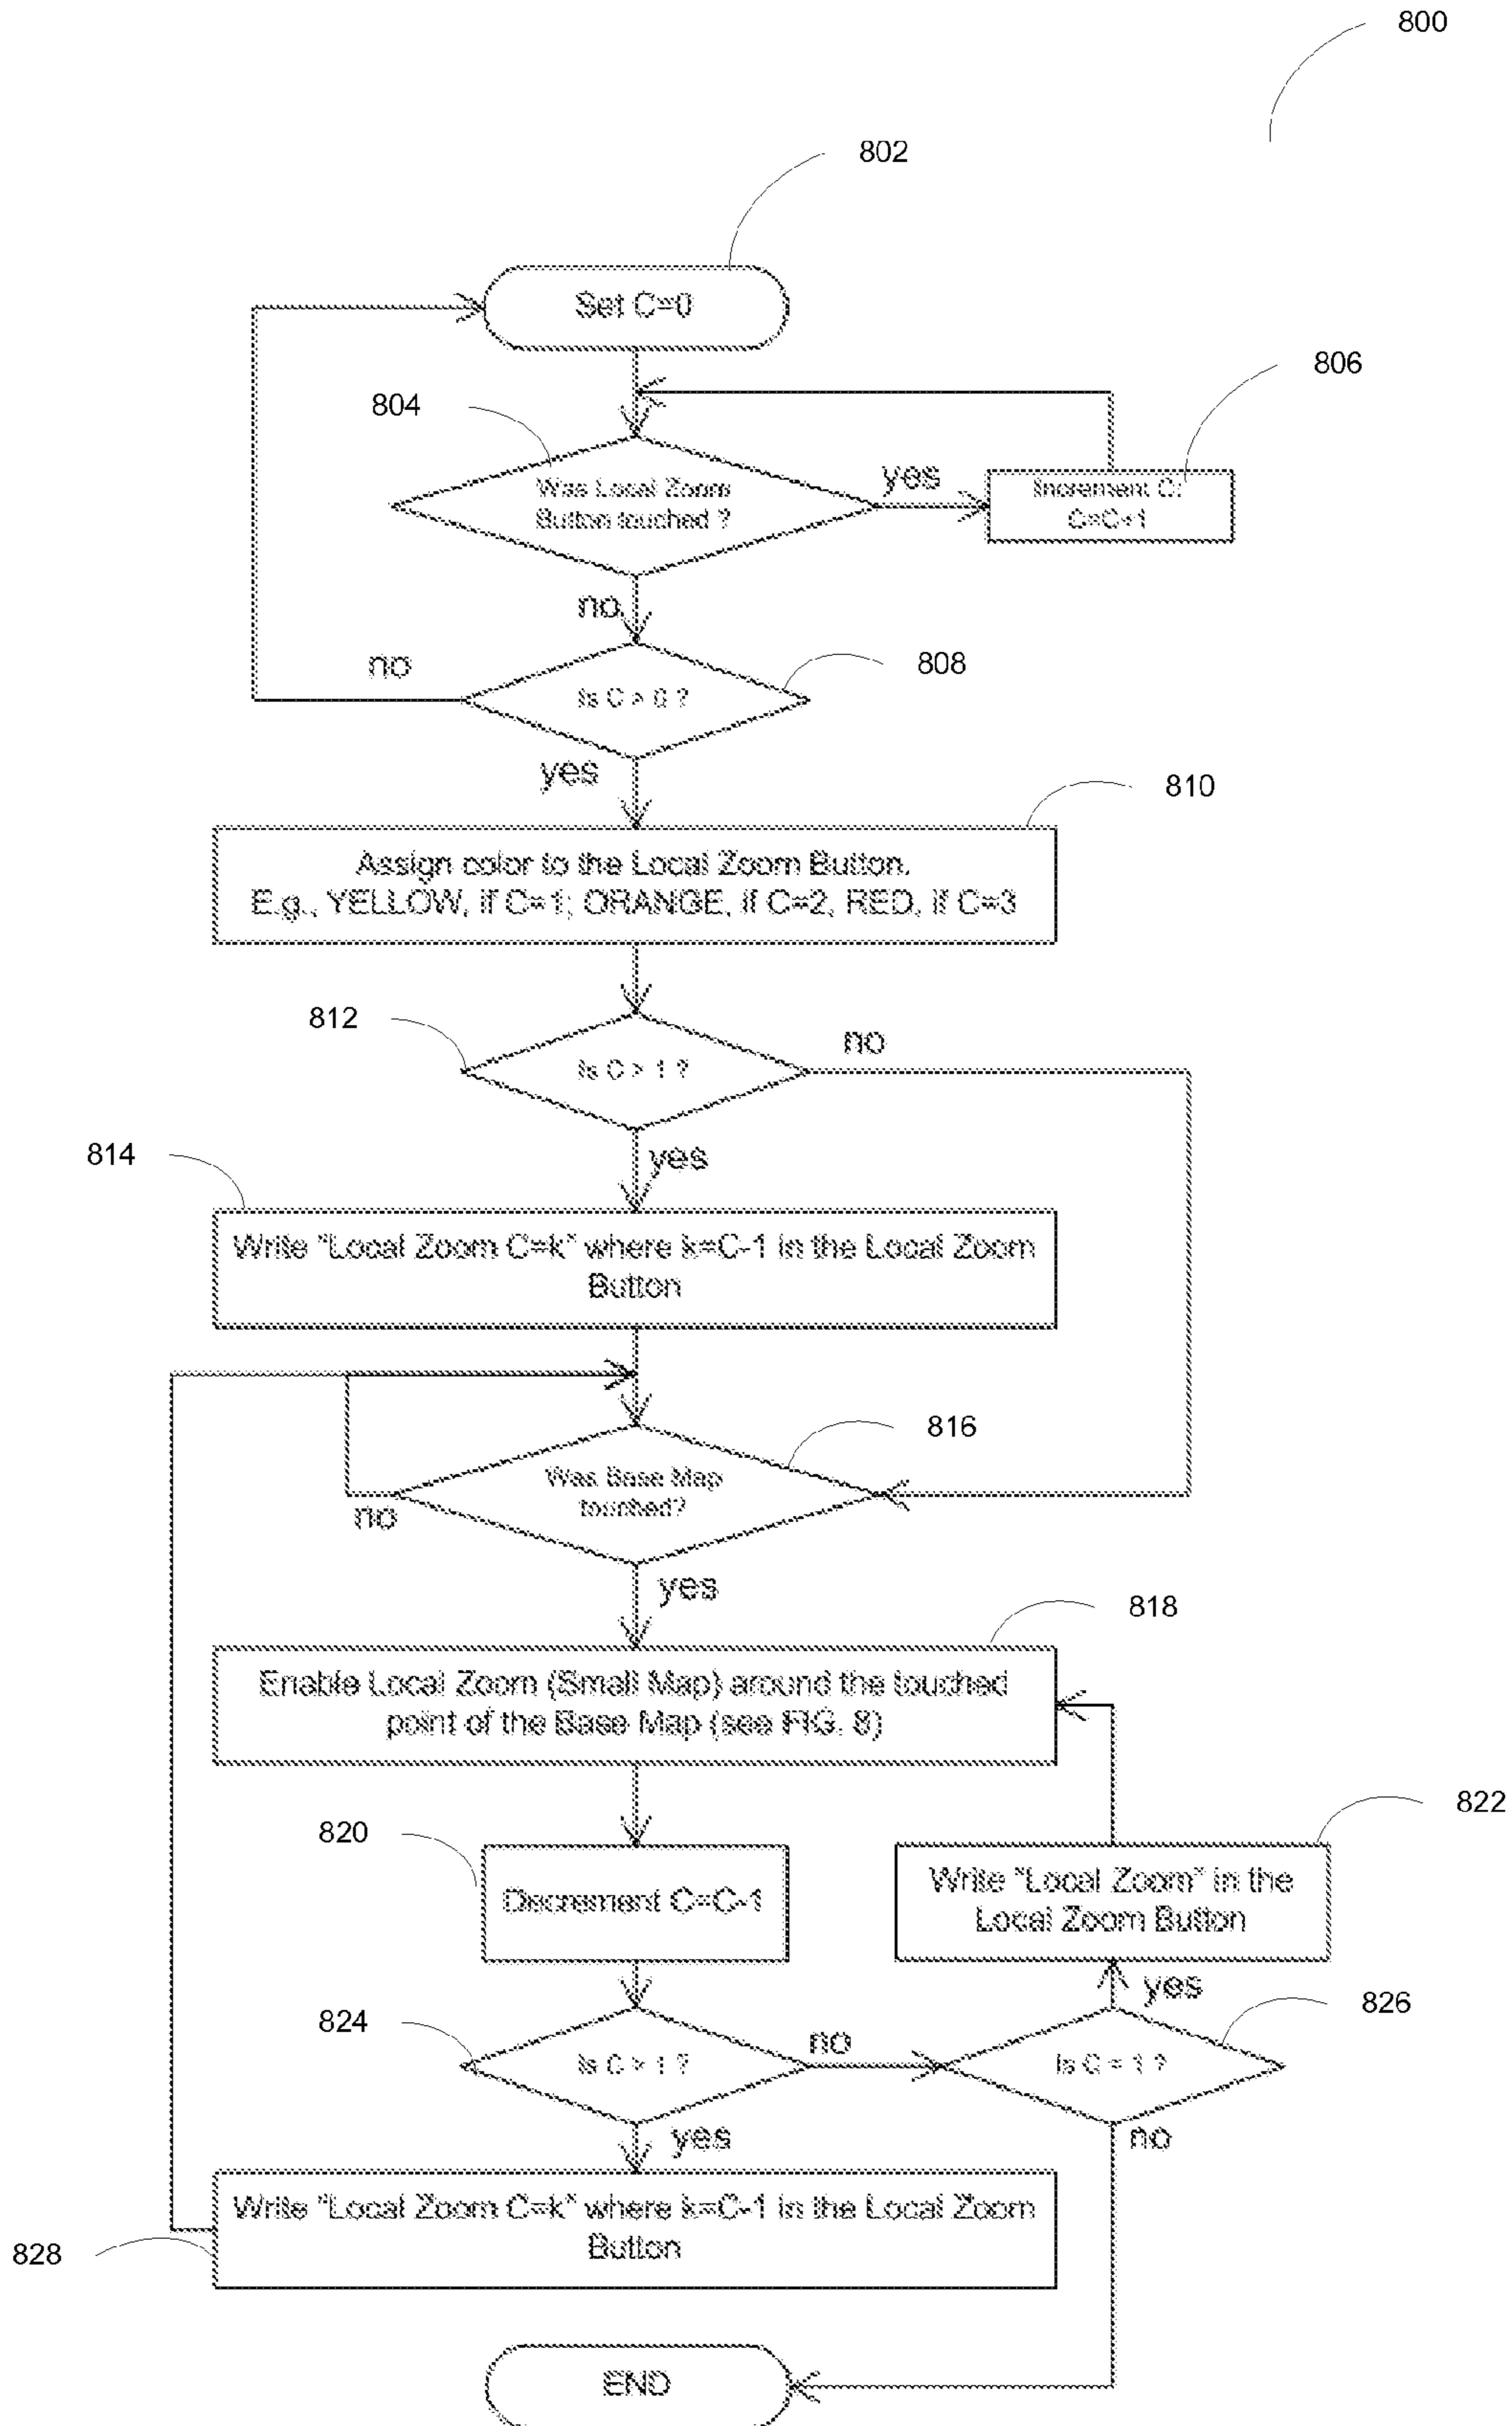 800
802
Set C=0
806
804
yes
Was Local Zoom
Button touched ?
Increment C:
C=C+1
no
no
808
Is C > 0 ?
yes
810
Assign color to the Local Zoom Button.
E.g., YELLOW, if C=1; ORANGE, if C=2, RED, if C=3
812
no
Is C > 1 ?
814
yes
Write "Local Zoom C=k" where k=C-1 in the Local Zoom
Button
816
Was Base Map
touched?
no
yes
818
Enable Local Zoom (Small Map) around the touched
point of the Base Map (see FIG. 8)
822
820
Write "Local Zoom" in the
Local Zoom Button
Decrement C=C-1
yes
826
824
no
Is C > 1 ?
Is C = 1 ?
yes
no
Write "Local Zoom C=k" where k=C-1 in the Local Zoom
Button
828
END